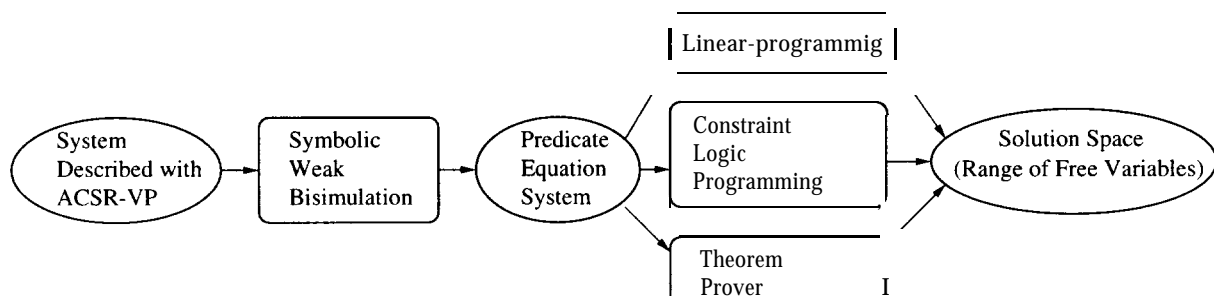 System
Described with
ACSR-VP
Symbolic
Weak
Bisimulation
Predicate
Equation
System
Linear-programmig
Constraint
Logic
Programming
Theorem
Prover
Solution Space
(Range of Free Variables)